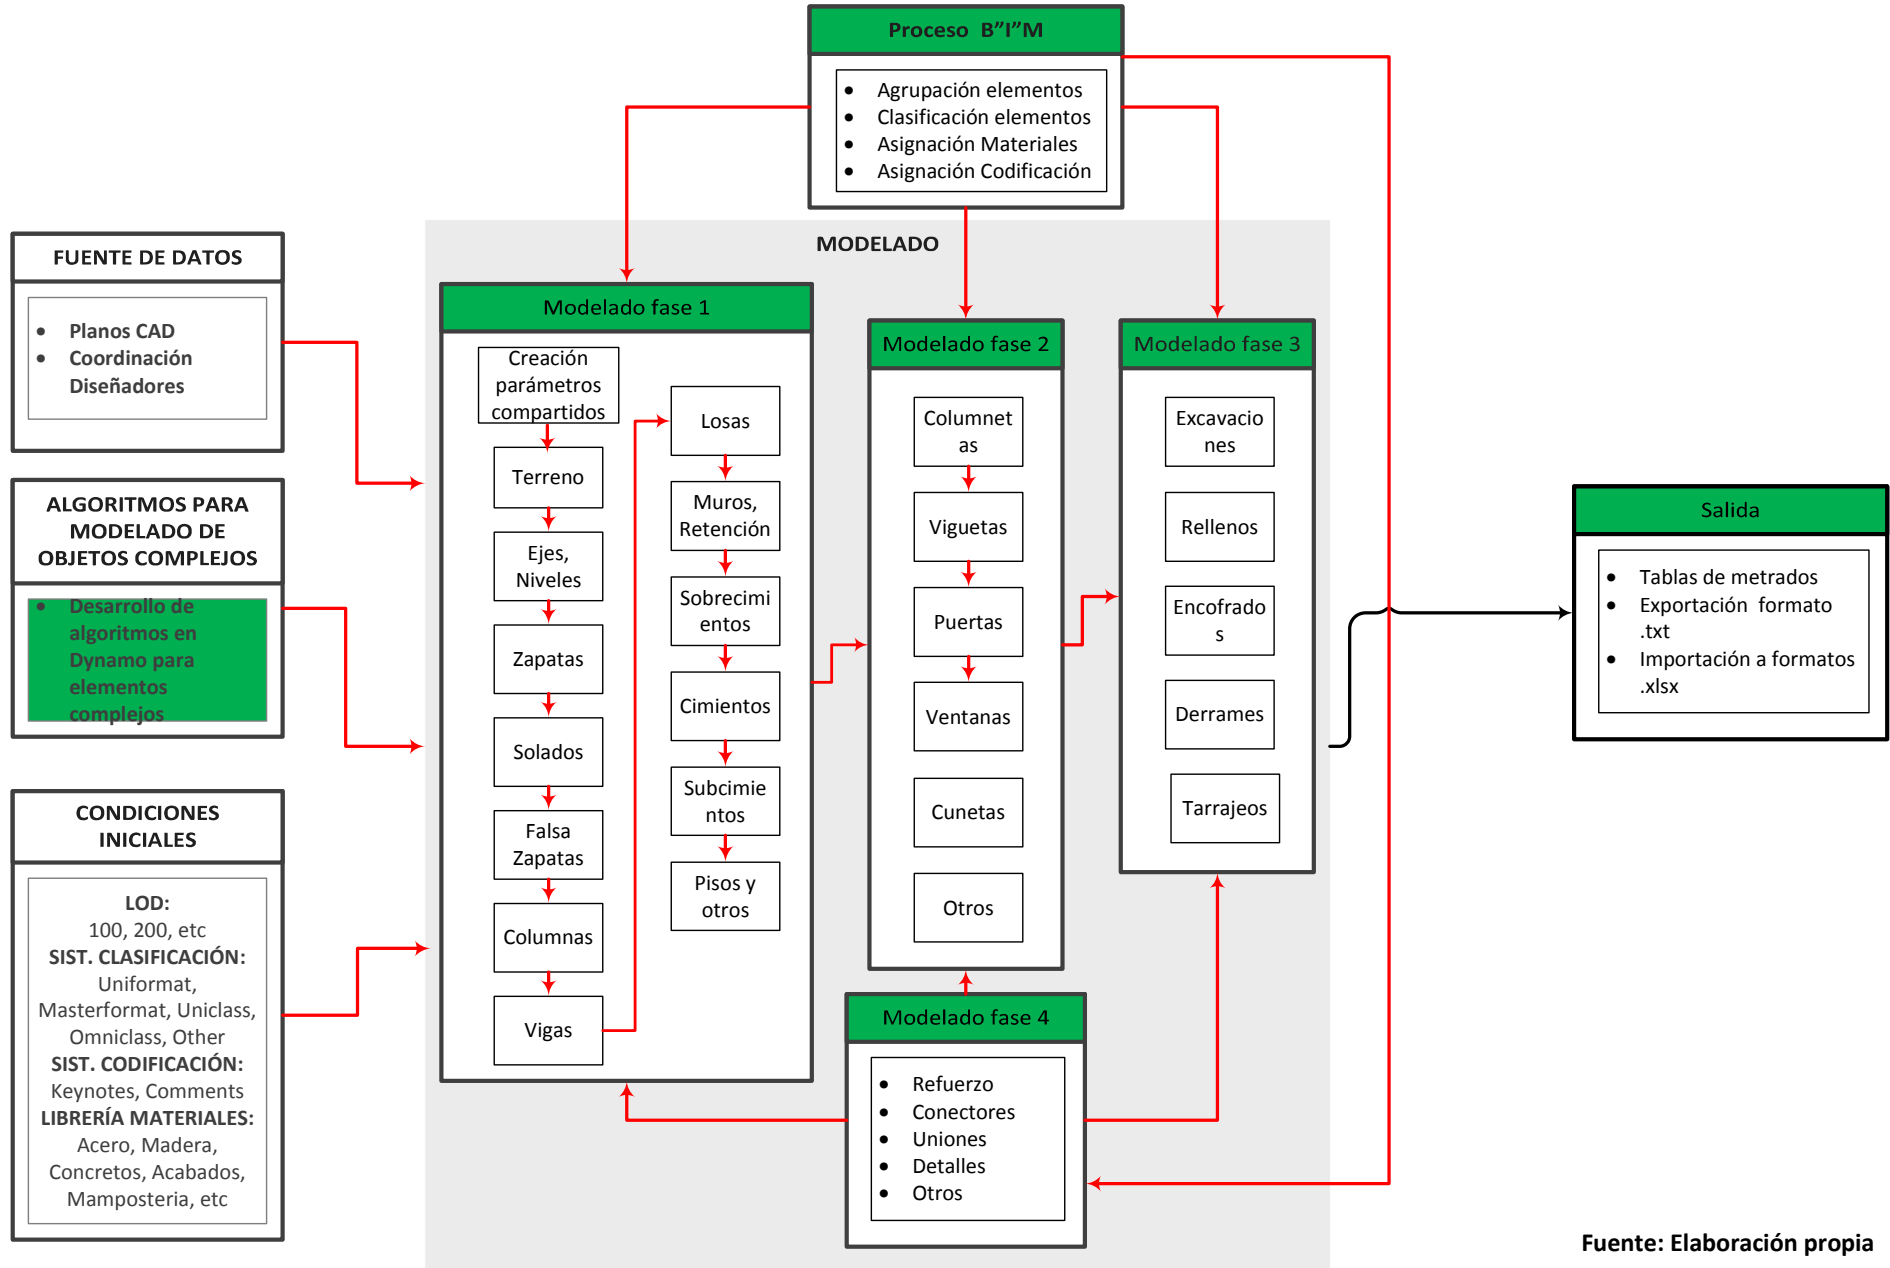 Proceso B”I”M
• Agrupación elementos
• Clasificación elementos
• Asignación Materiales
• Asignación Codificación
FUENTE DE DATOS
• Planos CAD
• Coordinación
Diseñadores
ALGORITMOS PARA
MODELADO DE
OBJETOS COMPLEJOS
• Desarrollo de
algoritmos en
Dynamo para
elementos
complejos
CONDICIONES
INICIALES
LOD:
100, 200, etc
SIST. CLASIFICACIÓN:
Uniformat,
Masterformat, Uniclass,
Omniclass, Other
SIST. CODIFICACIÓN:
Keynotes, Comments
LIBRERÍA MATERIALES:
Acero, Madera,
Concretos, Acabados,
Mamposteria, etc
MODELADO
Modelado fase 1
Creación
parámetros
compartidos
Terreno
Ejes,
Niveles
Zapatas
Solados
Falsa
Zapatas
Columnas
Vigas
Losas
Muros,
Retención
Sobrecimi
entos
Cimientos
Subcimie
ntos
Pisos y
otros
Modelado fase 2
Columnet
as
Viguetas
Puertas
Ventanas
Cunetas
Otros
Modelado fase 3
Excavacio
nes
Rellenos
Encofrado
s
Derrames
Tarrajeos
Modelado fase 4
• Refuerzo
• Conectores
• Uniones
• Detalles
• Otros
Salida
• Tablas de metrados
• Exportación formato
.txt
• Importación a formatos
.xlsx
Fuente: Elaboración propia